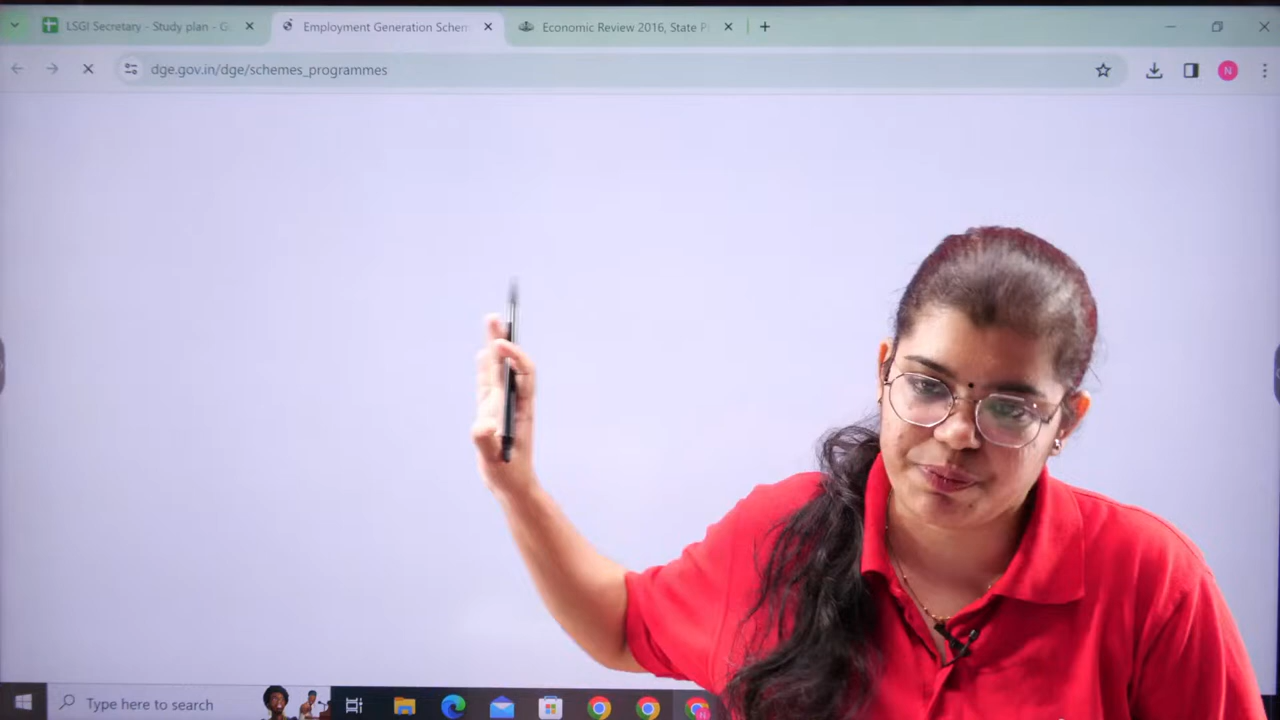 LSGI Secretary - Study plan - G
Employment Generation Schem
Economic Review 2016, State P
dge.gov.in/dge/schemes_programmes
N
Type here to search